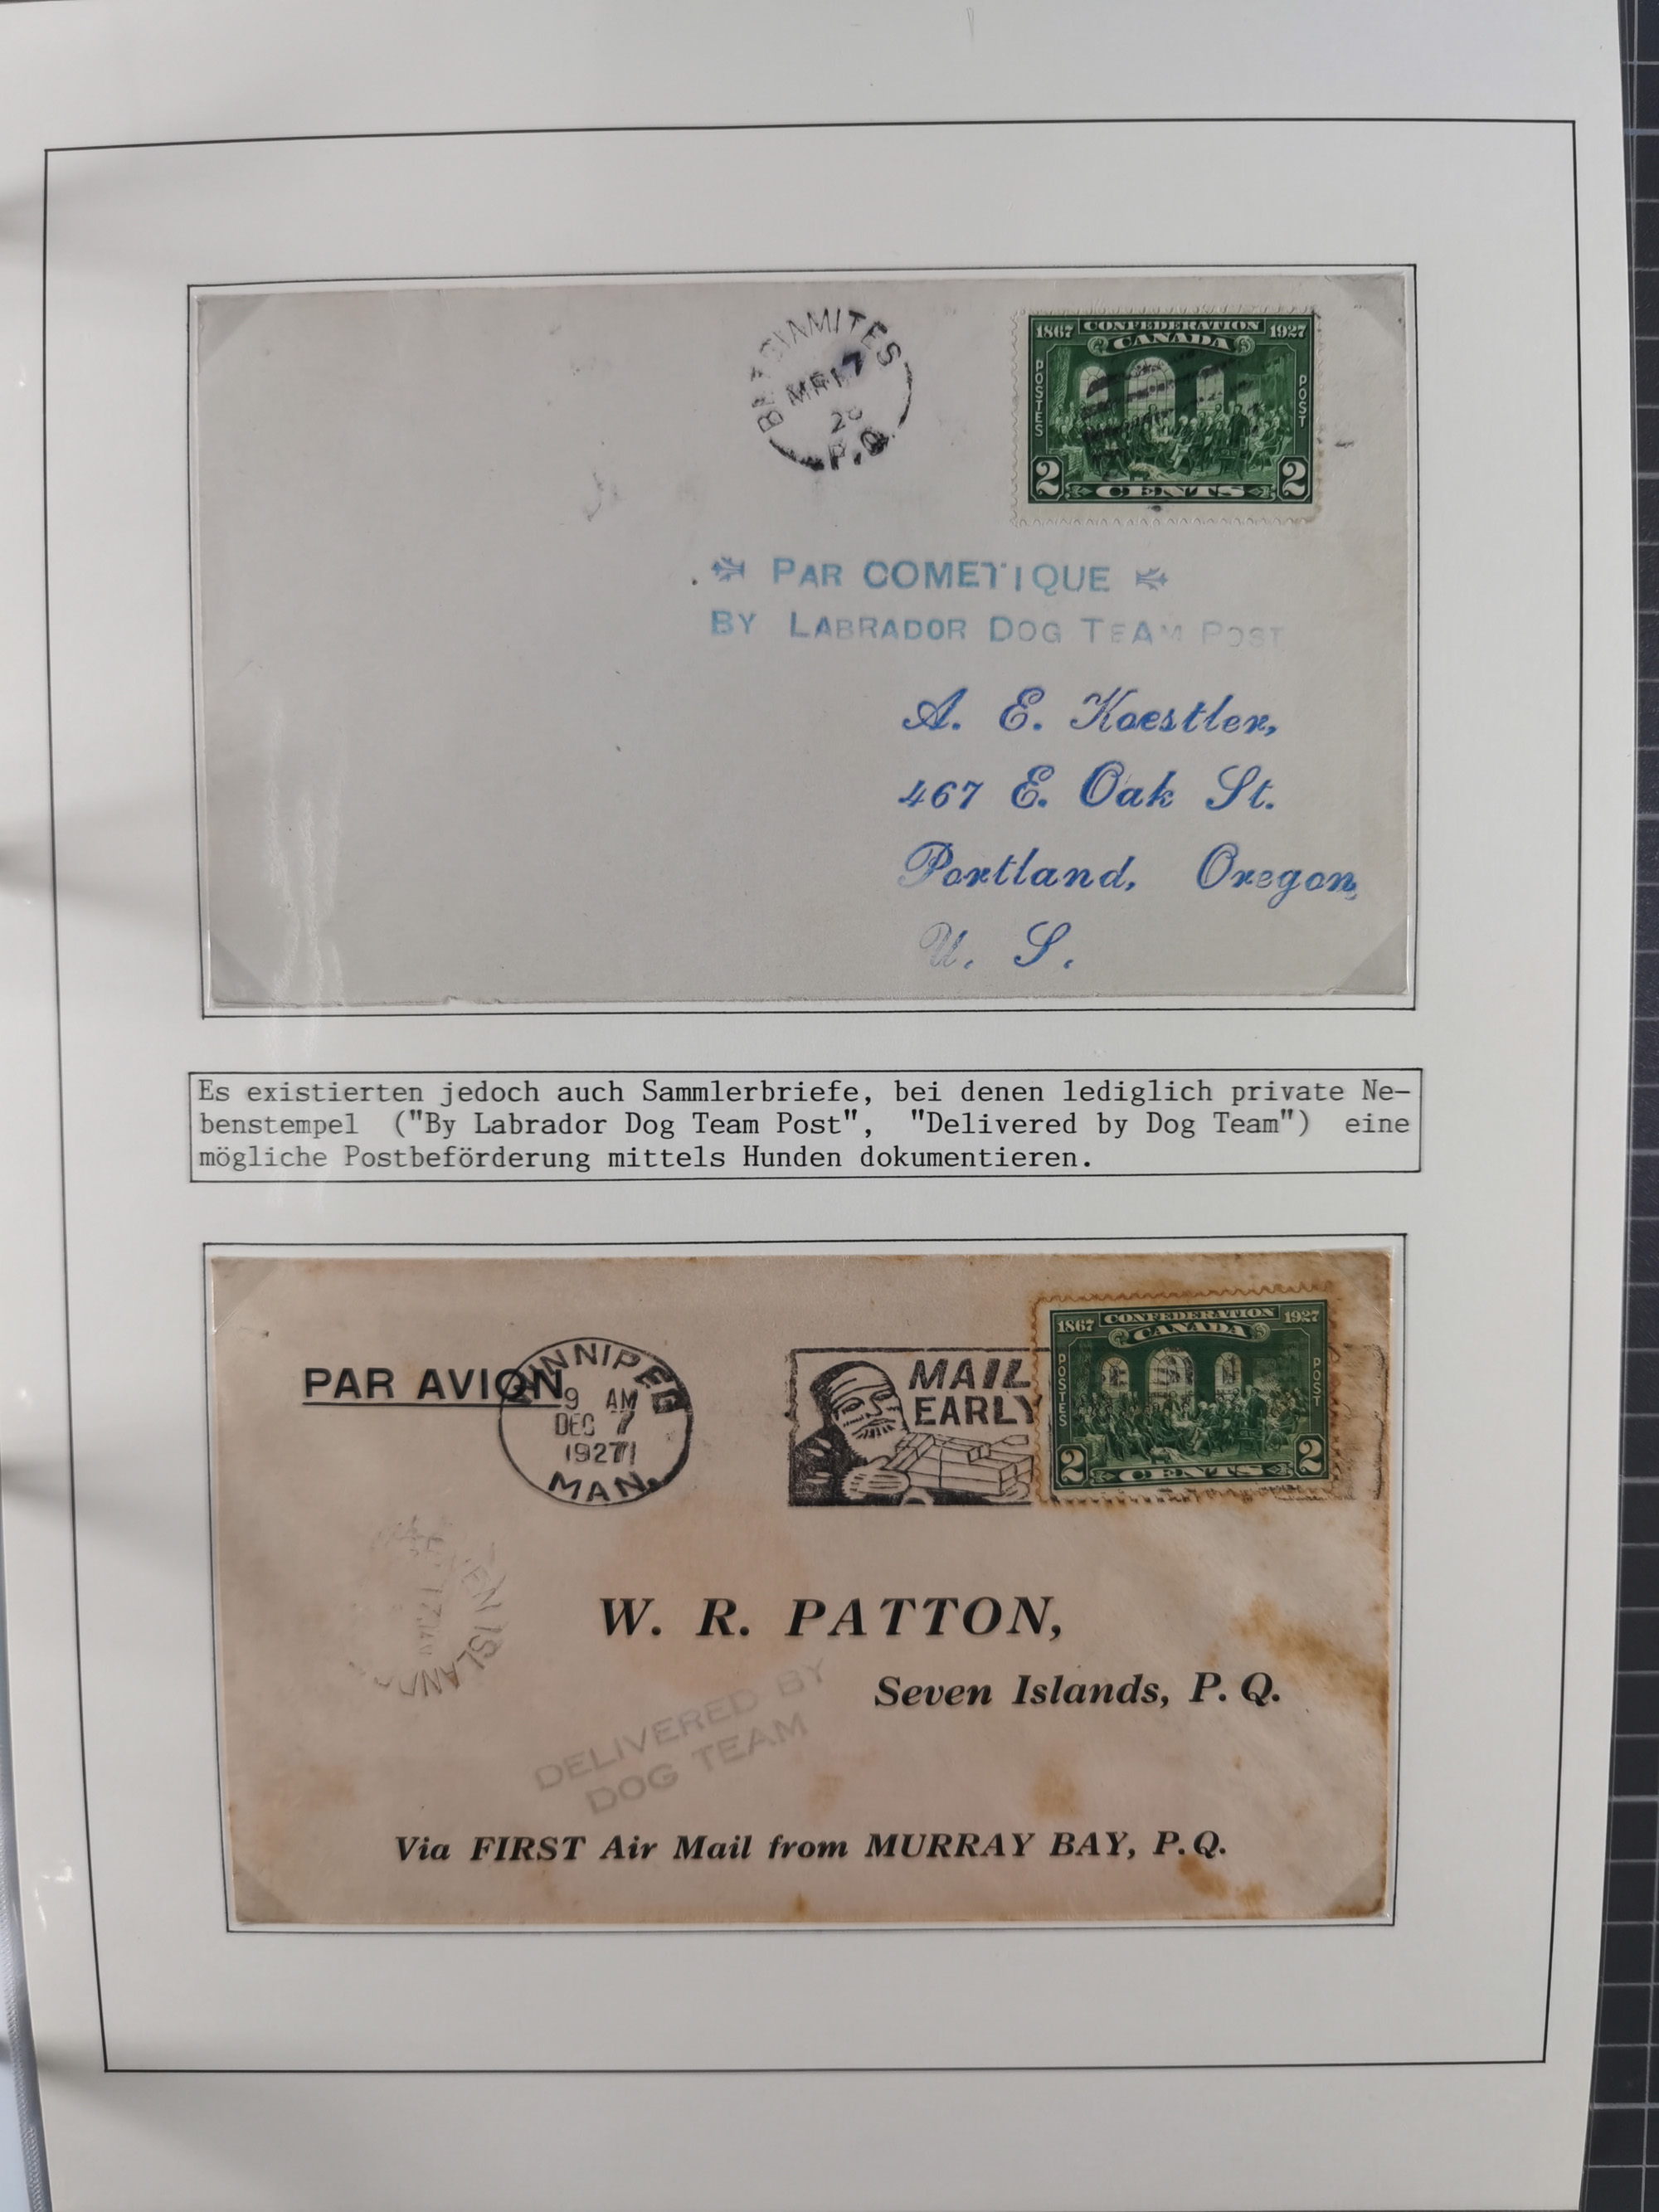 BETSIAMITES
MR 17
28
P.Q
1867 CONFEDERATION 1927
CANADA
POSTES
POST
2 CENTS 2
PAR COMETIQUE
BY LABRADOR DOG TEAM POST
A. E. Koestler,
467 E. Oak St.
Portland, Oregon,
U. S.
Es existierten jedoch auch Sammlerbriefe, bei denen lediglich private Ne-
benstempel ("By Labrador Dog Team Post", "Delivered by Dog Team") eine
mögliche Postbeförderung mittels Hunden dokumentieren.
PAR AVION
WINNIPEG
9 AM
DEC 7
1927
MAN.
MAIL
EARLY
1867 CONFEDERATION 1927
CANADA
POSTES
POST
2 CENTS 2
SEVEN ISLANDS
W. R. PATTON,
Seven Islands, P. Q.
DELIVERED BY
DOG TEAM
Via FIRST Air Mail from MURRAY BAY, P.Q.